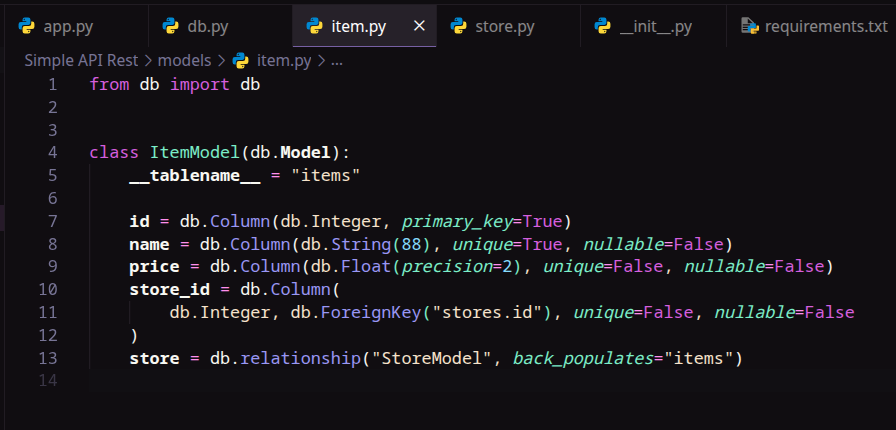 app.py db.py item.py × store.py __init__.py requirements.txt
Simple API Rest > models > item.py > ...
1 from db import db
2
3
4 class ItemModel(db.Model):
5     __tablename__ = "items"
6
7     id = db.Column(db.Integer, primary_key=True)
8     name = db.Column(db.String(88), unique=True, nullable=False)
9     price = db.Column(db.Float(precision=2), unique=False, nullable=False)
10     store_id = db.Column(
11         db.Integer, db.ForeignKey("stores.id"), unique=False, nullable=False
12     )
13     store = db.relationship("StoreModel", back_populates="items")
14